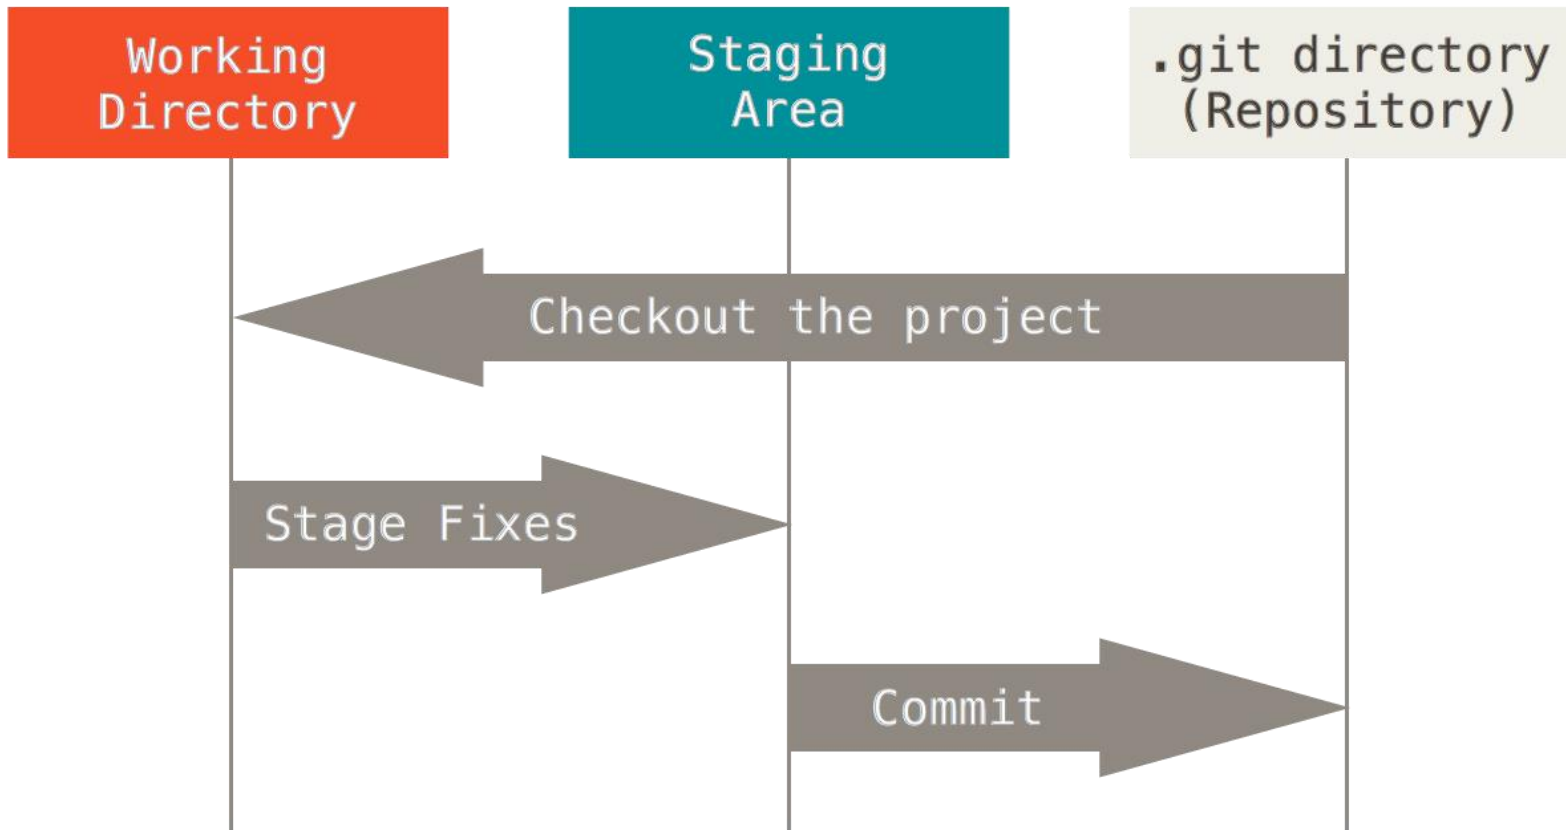 Working
Directory
Staging
Area
.git directory
(Repository)
Checkout the project
Stage Fixes
Commit